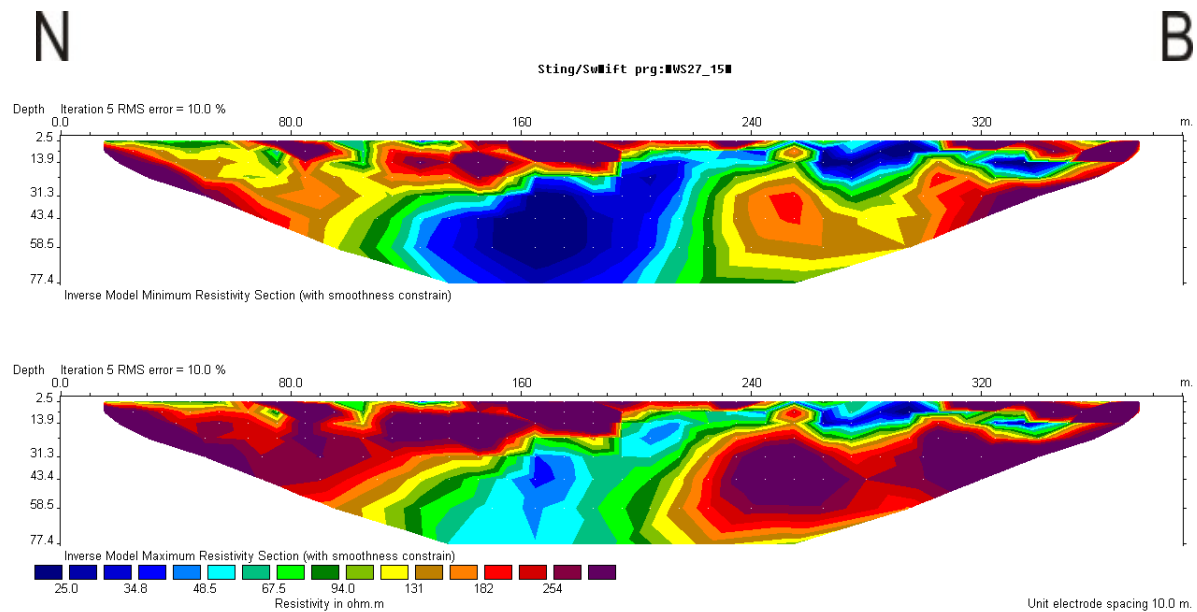 N B
Sting/Sw■ift prg:■WS27_15■
Depth Iteration 5 RMS error = 10.0 %
0.0 80.0 160 240 320 m.
2.5
13.9
31.3
43.4
58.5
77.4
Inverse Model Minimum Resistivity Section (with smoothness constrain)
Depth Iteration 5 RMS error = 10.0 %
0.0 80.0 160 240 320 m.
2.5
13.9
31.3
43.4
58.5
77.4
Inverse Model Maximum Resistivity Section (with smoothness constrain)
25.0 34.8 48.5 67.5 94.0 131 182 254
Resistivity in ohm.m Unit electrode spacing 10.0 m.